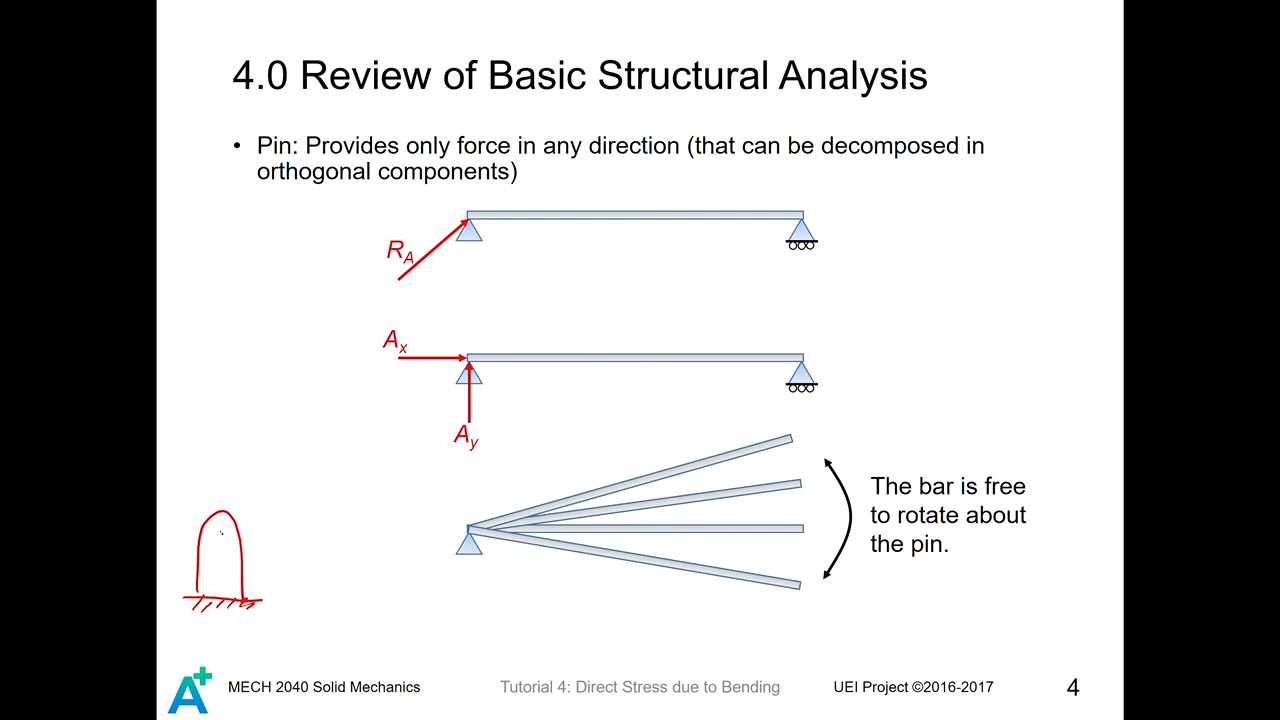 4.0 Review of Basic Structural Analysis
• Pin: Provides only force in any direction (that can be decomposed in
orthogonal components)
R_A
A_x
A_y
The bar is free
to rotate about
the pin.
A+
MECH 2040 Solid Mechanics
Tutorial 4: Direct Stress due to Bending
UEI Project ©2016-2017
4